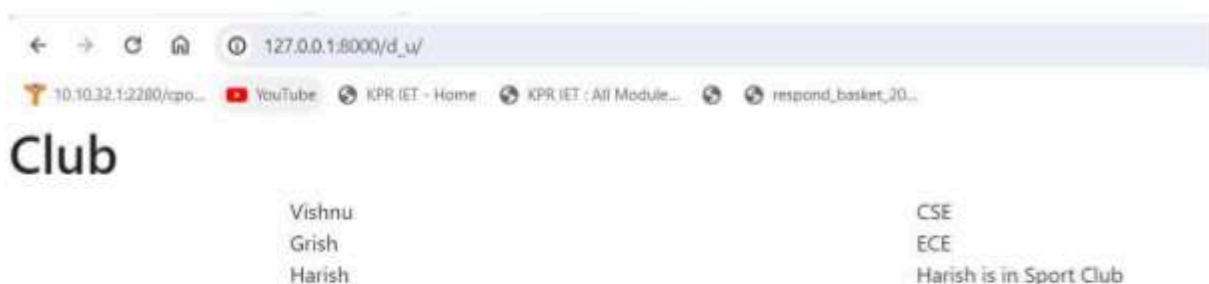 127.0.0.1:8000/d_u/
10.10.32.1:2280/cpo... YouTube KPR IET - Home KPR IET : All Module... respond_basket_20...
Club
Vishnu CSE
Grish ECE
Harish Harish is in Sport Club